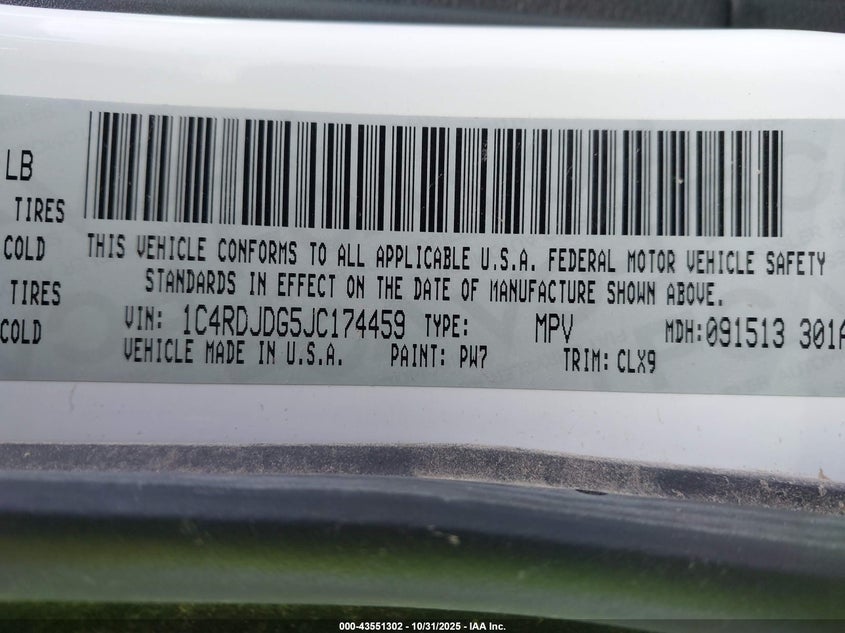 LB
TIRES
COLD
TIRES
COLD
THIS VEHICLE CONFORMS TO ALL APPLICABLE U.S.A. FEDERAL MOTOR VEHICLE SAFETY
STANDARDS IN EFFECT ON THE DATE OF MANUFACTURE SHOWN ABOVE.
VIN: 1C4RDJDG5JC174459 TYPE: MPV MDH:091513 301A
VEHICLE MADE IN U.S.A. PAINT: PW7 TRIM: CLX9
000-43551302 - 10/31/2025 - IAA Inc.